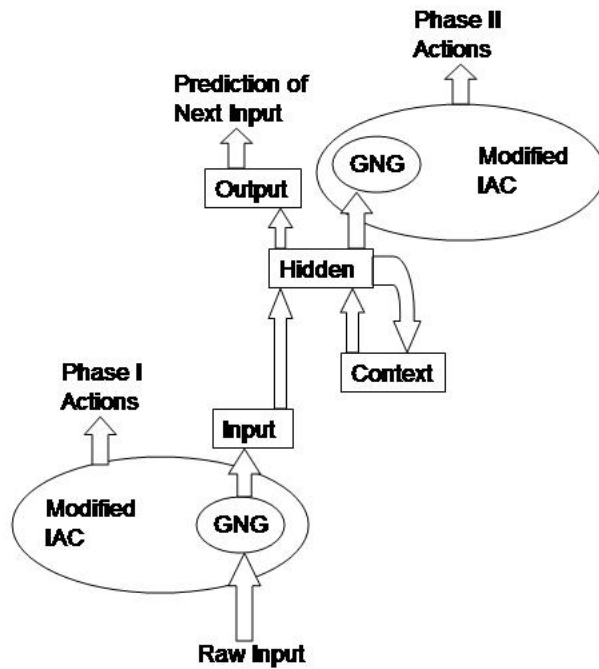 Phase II
Actions
Prediction of
Next Input
GNG
Modified
IAC
Output
Hidden
Context
Phase I
Actions
Input
Modified
IAC
GNG
Raw Input